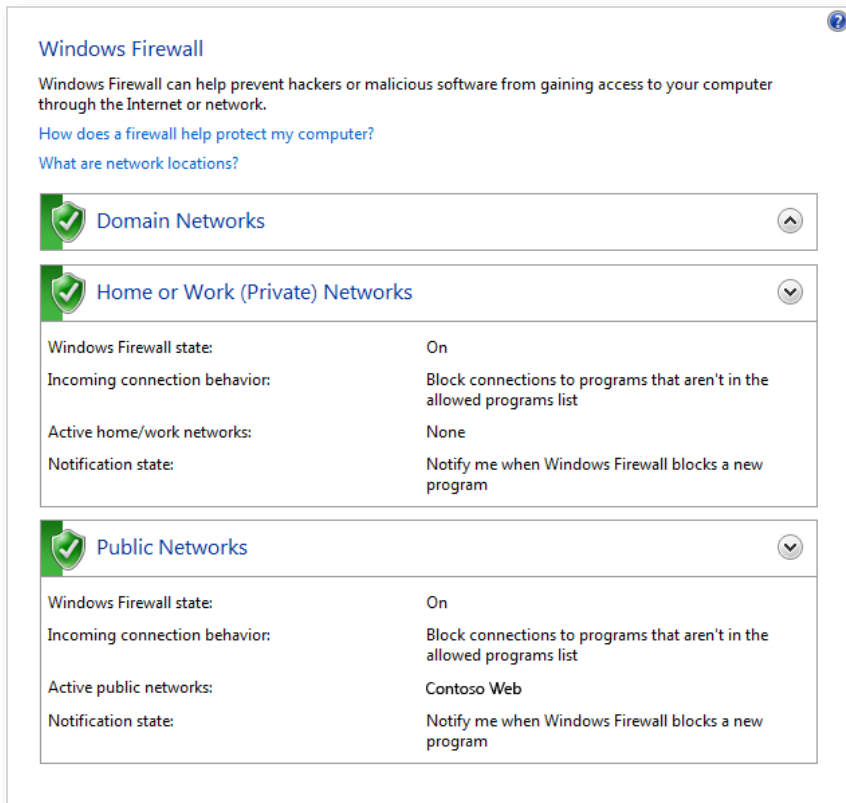 Windows Firewall
Windows Firewall can help prevent hackers or malicious software from gaining access to your computer
through the Internet or network.
How does a firewall help protect my computer?
What are network locations?
Domain Networks
Home or Work (Private) Networks
Windows Firewall state: On
Incoming connection behavior: Block connections to programs that aren't in the
allowed programs list
Active home/work networks: None
Notification state: Notify me when Windows Firewall blocks a new
program
Public Networks
Windows Firewall state: On
Incoming connection behavior: Block connections to programs that aren't in the
allowed programs list
Active public networks: Contoso Web
Notification state: Notify me when Windows Firewall blocks a new
program